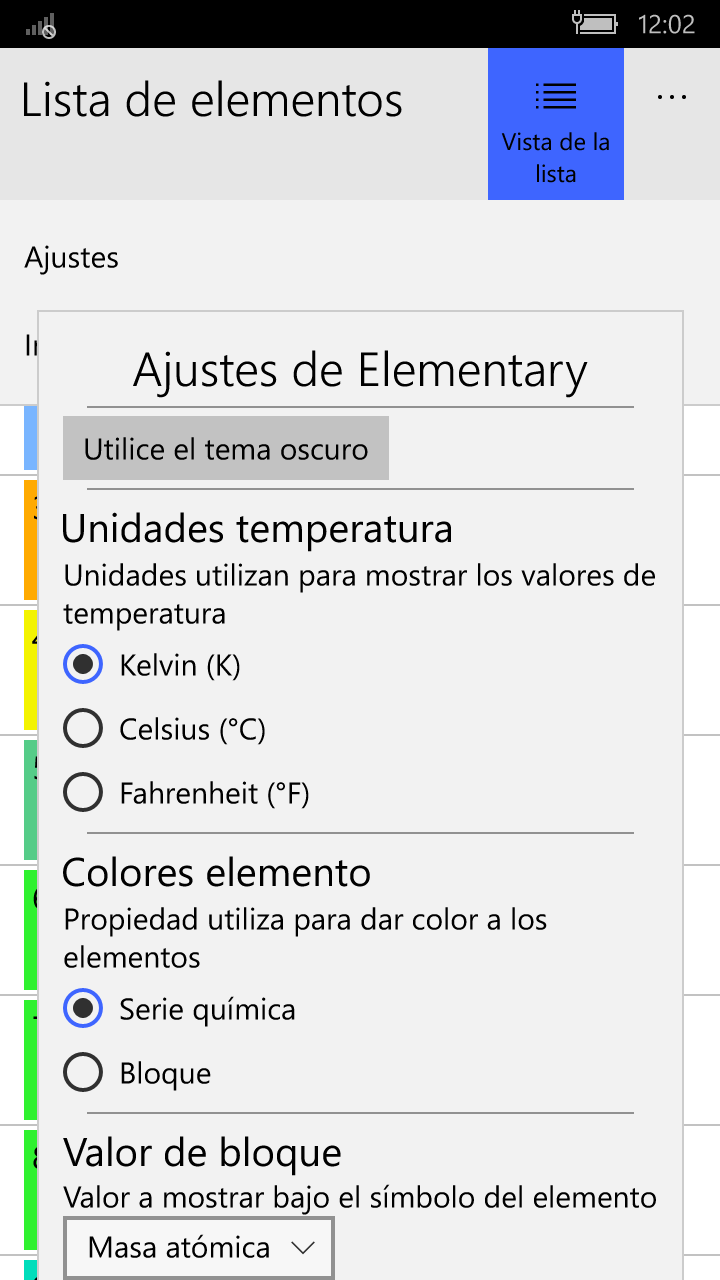 12:02
Lista de elementos
Vista de la
lista
Ajustes
Ajustes de Elementary
Utilice el tema oscuro
Unidades temperatura
Unidades utilizan para mostrar los valores de
temperatura
Kelvin (K)
Celsius (°C)
Fahrenheit (°F)
Colores elemento
Propiedad utiliza para dar color a los
elementos
Serie química
Bloque
Valor de bloque
Valor a mostrar bajo el símbolo del elemento
Masa atómica